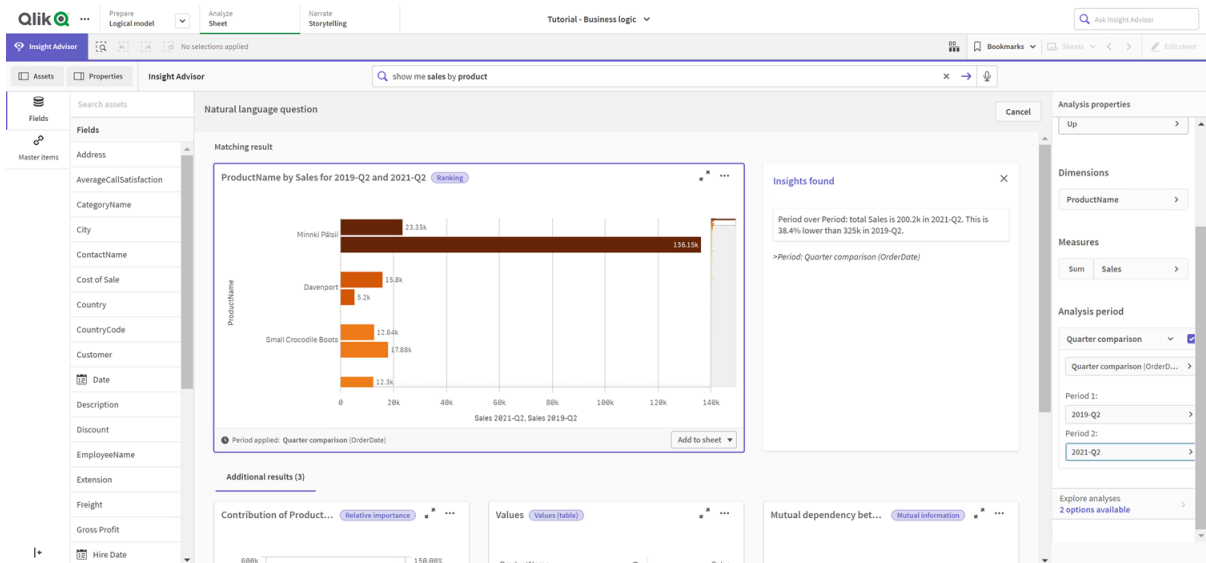 Qlik
Prepare
Logical model
Analyze
Sheet
Narrate
Storytelling
Tutorial - Business logic
Ask Insight Advisor
Insight Advisor
No selections applied
Bookmarks
Sheets
Edit sheet
Assets
Properties
Insight Advisor
show me sales by product
Fields
Master items
Search assets
Fields
Address
AverageCallSatisfaction
CategoryName
City
ContactName
Cost of Sale
Country
CountryCode
Customer
Date
Description
Discount
EmployeeName
Extension
Freight
Gross Profit
Hire Date
Natural language question
Cancel
Matching result
ProductName by Sales for 2019-Q2 and 2021-Q2 Ranking
ProductName
Minnki Pälsii
23.35k
136.15k
Davenport
15.8k
5.2k
Small Crocodile Boots
12.64k
17.88k
12.3k
0 20k 40k 60k 80k 100k 120k 140k
Sales 2021-Q2, Sales 2019-Q2
Period applied: Quarter comparison (OrderDate)
Add to sheet
Insights found
Period over Period: total Sales is 200.2k in 2021-Q2. This is
38.4% lower than 325k in 2019-Q2.
>Period: Quarter comparison (OrderDate)
Additional results (3)
Contribution of Product... Relative importance
600k 150.00%
Values Values (table)
Mutual dependency bet... Mutual information
Analysis properties
Up
Dimensions
ProductName
Measures
Sum Sales
Analysis period
Quarter comparison
Quarter comparison (OrderD...
Period 1:
2019-Q2
Period 2:
2021-Q2
Explore analyses
2 options available